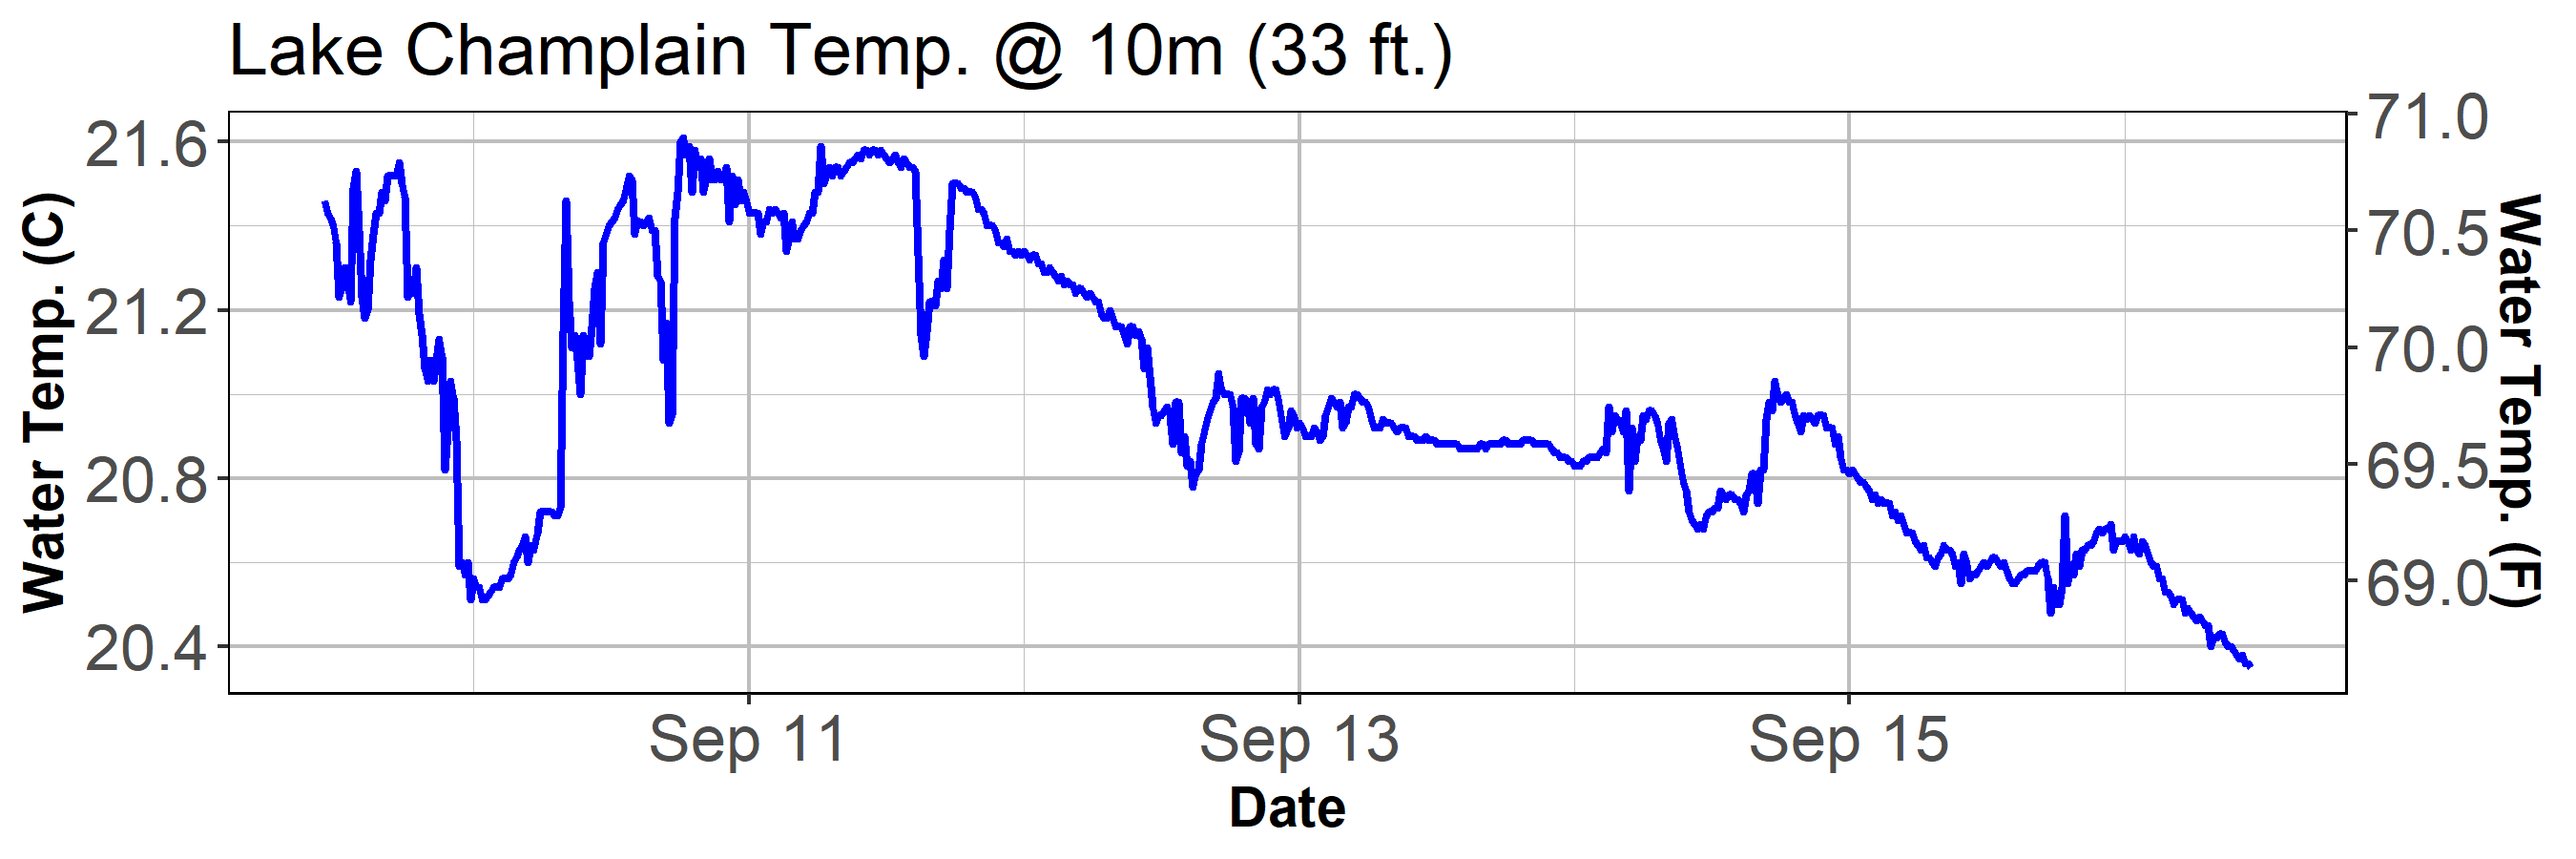 Lake Champlain Temp. @ 10m (33 ft.)
Water Temp. (C)
21.6
21.2
20.8
20.4
71.0
70.5
70.0
69.5
69.0
Water Temp. (F)
Sep 11 Sep 13 Sep 15
Date